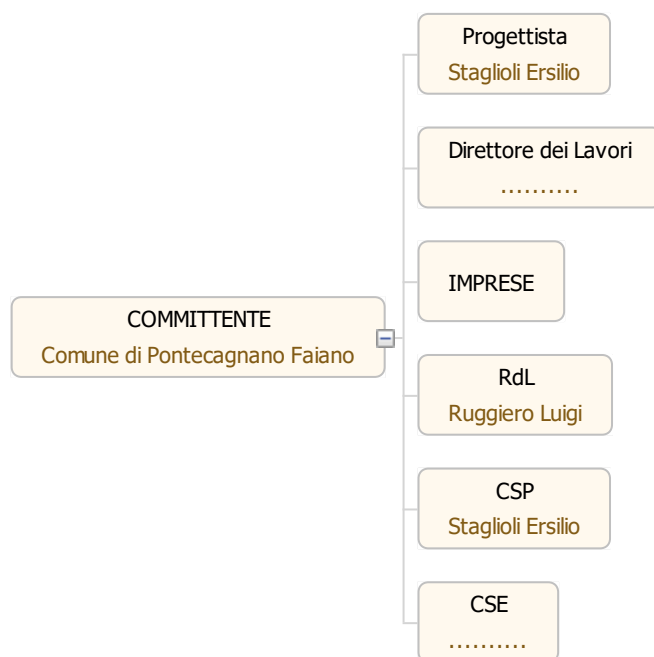 Progettista
Staglioli Ersilio
Direttore dei Lavori
..........
IMPRESE
COMMITTENTE
Comune di Pontecagnano Faiano
RdL
Ruggiero Luigi
CSP
Staglioli Ersilio
CSE
..........